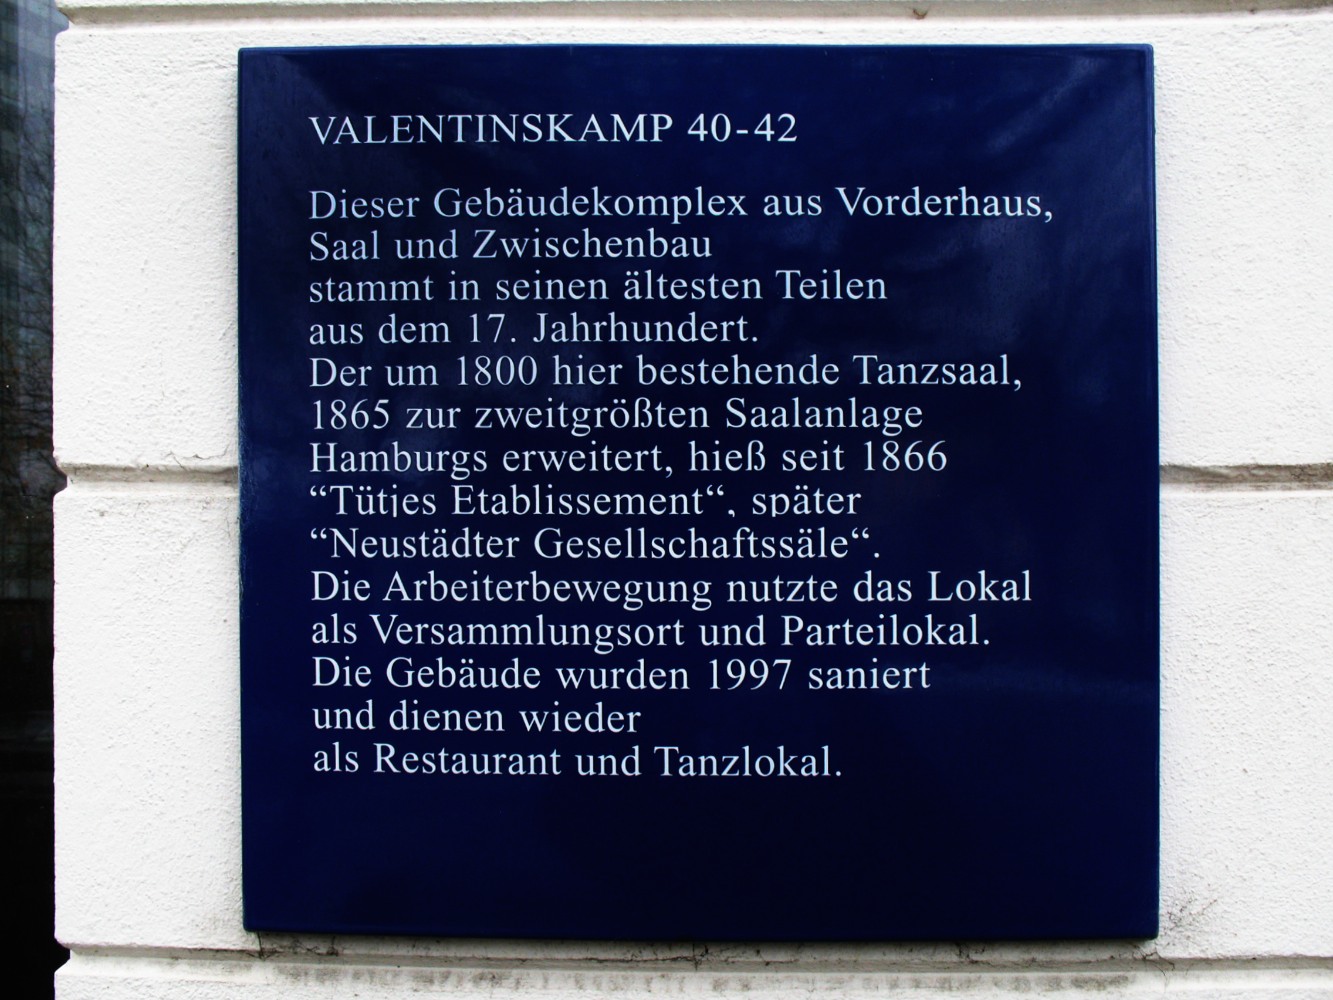 VALENTINSKAMP 40-42
Dieser Gebäudekomplex aus Vorderhaus,
Saal und Zwischenbau
stammt in seinen ältesten Teilen
aus dem 17. Jahrhundert.
Der um 1800 hier bestehende Tanzsaal,
1865 zur zweitgrößten Saalanlage
Hamburgs erweitert, hieß seit 1866
“Tütjes Etablissement“, später
“Neustädter Gesellschaftssäle“.
Die Arbeiterbewegung nutzte das Lokal
als Versammlungsort und Parteilokal.
Die Gebäude wurden 1997 saniert
und dienen wieder
als Restaurant und Tanzlokal.